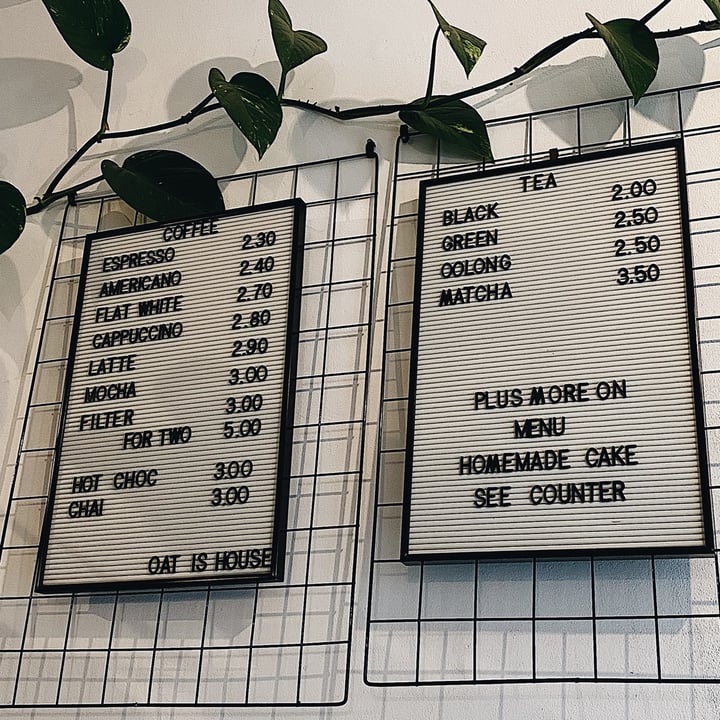 COFFEE
ESPRESSO 2.30
AMERICANO 2.40
FLAT WHITE 2.70
CAPPUCCINO 2.80
LATTE 2.90
MOCHA 3.00
FILTER 3.00
FOR TWO 5.00
HOT CHOC 3.00
CHAI 3.00
OAT IS HOUSE
TEA
BLACK 2.00
GREEN 2.50
OOLONG 2.50
MATCHA 3.50
PLUS MORE ON
MENU
HOMEMADE CAKE
SEE COUNTER